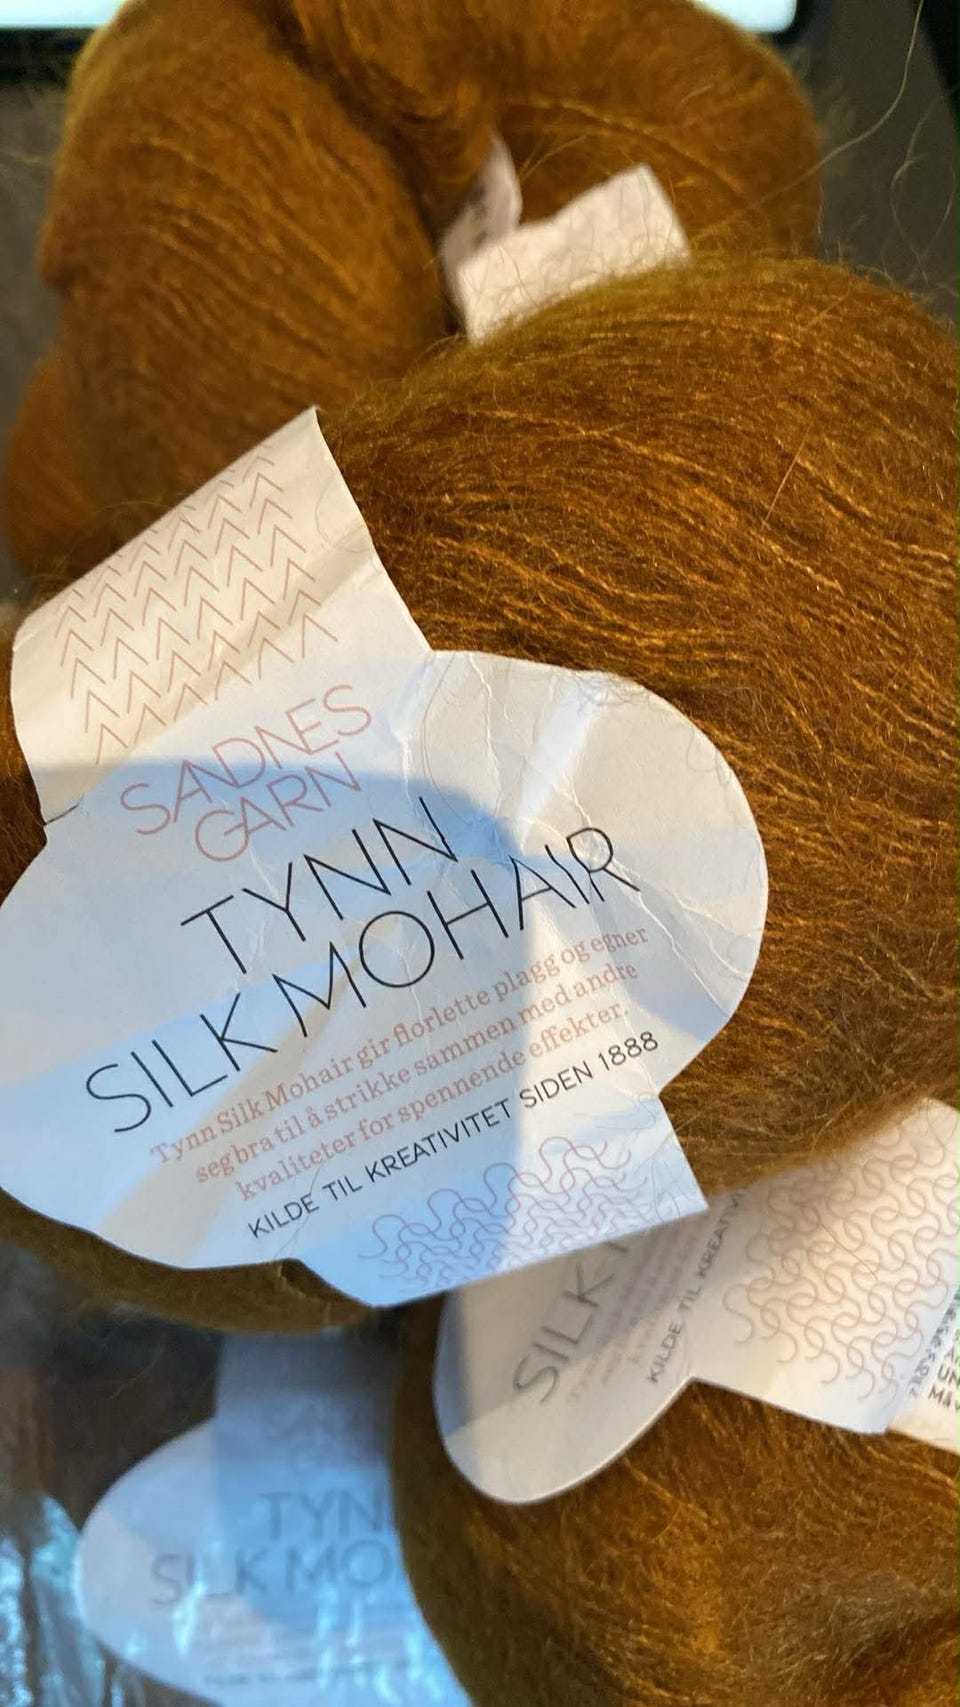 SANDNES
GARN
TYNN
SILK MOHAIR
Tynn Silk Mohair gir florlette plagg og egner
seg bra til å strikke sammen med andre
kvaliteter for spennende effekter.
KILDE TIL KREATIVITET SIDEN 1888
SILK
KILDE TIL KREATIV
TYNN
SILK MO